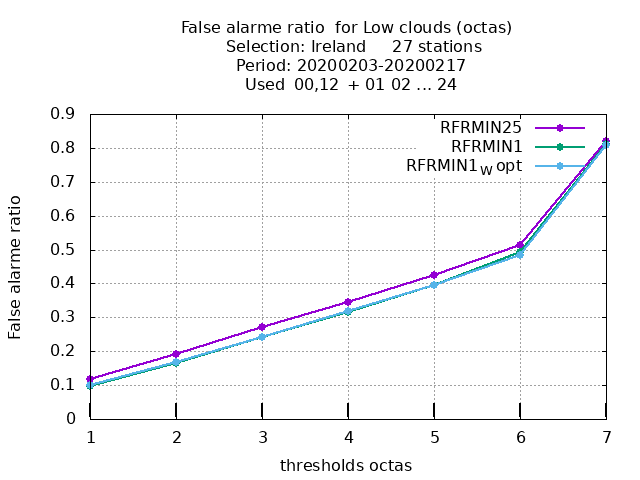 False alarme ratio  for Low clouds (octas)
Selection: Ireland     27 stations
Period: 20200203-20200217
Used  00,12  + 01 02 ... 24
RFRMIN25
RFRMIN1
RFRMIN1W opt
0.9
0.8
0.7
0.6
0.5
0.4
0.3
0.2
0.1
0
False alarme ratio
1 2 3 4 5 6 7
thresholds octas